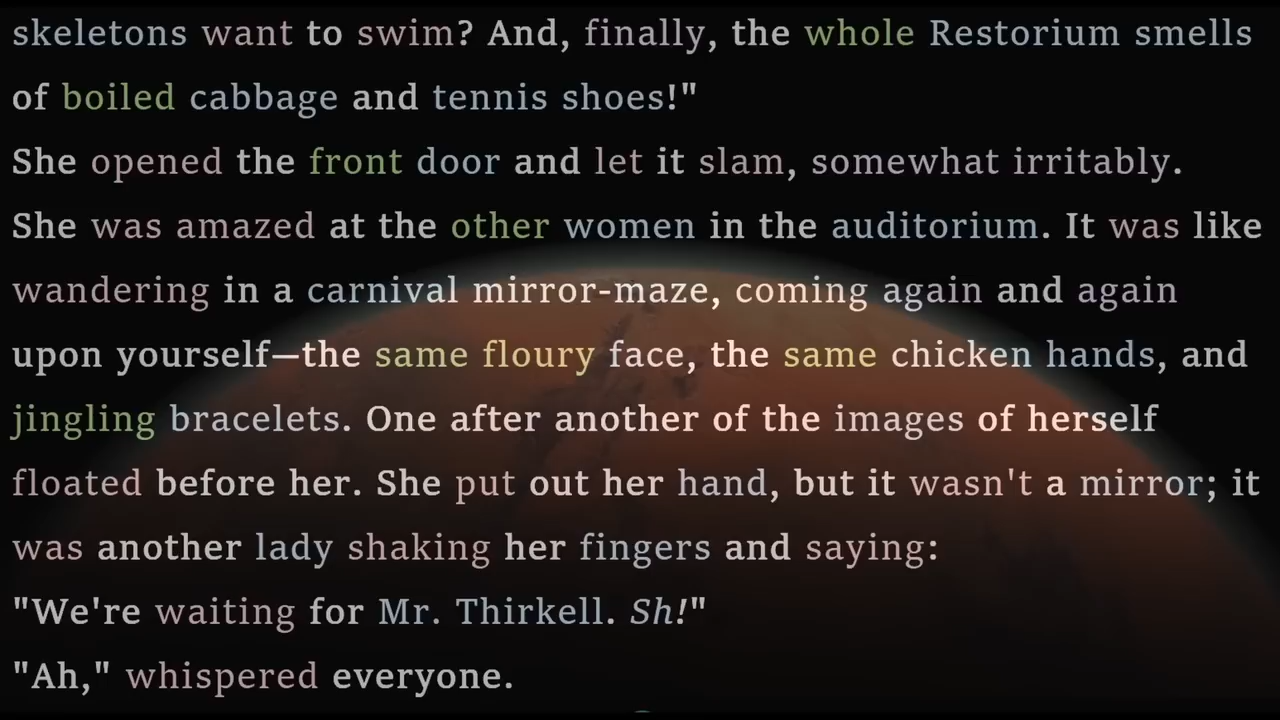 skeletons want to swim? And, finally, the whole Restorium smells
of boiled cabbage and tennis shoes!"
She opened the front door and let it slam, somewhat irritably.
She was amazed at the other women in the auditorium. It was like
wandering in a carnival mirror-maze, coming again and again
upon yourself—the same floury face, the same chicken hands, and
jingling bracelets. One after another of the images of herself
floated before her. She put out her hand, but it wasn't a mirror; it
was another lady shaking her fingers and saying:
"We're waiting for Mr. Thirkell. Sh!"
"Ah," whispered everyone.